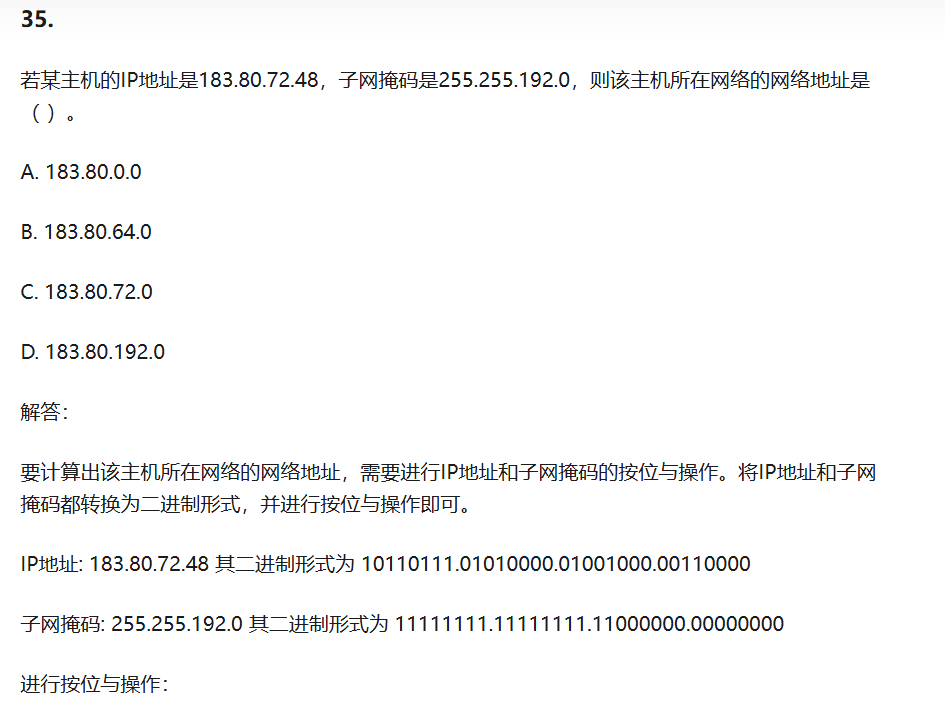 35.
若某主机的IP地址是183.80.72.48，子网掩码是255.255.192.0，则该主机所在网络的网络地址是
（ ）。
A. 183.80.0.0
B. 183.80.64.0
C. 183.80.72.0
D. 183.80.192.0
解答：
要计算出该主机所在网络的网络地址，需要进行IP地址和子网掩码的按位与操作。将IP地址和子网
掩码都转换为二进制形式，并进行按位与操作即可。
IP地址: 183.80.72.48 其二进制形式为 10110111.01010000.01001000.00110000
子网掩码: 255.255.192.0 其二进制形式为 11111111.11111111.11000000.00000000
进行按位与操作：